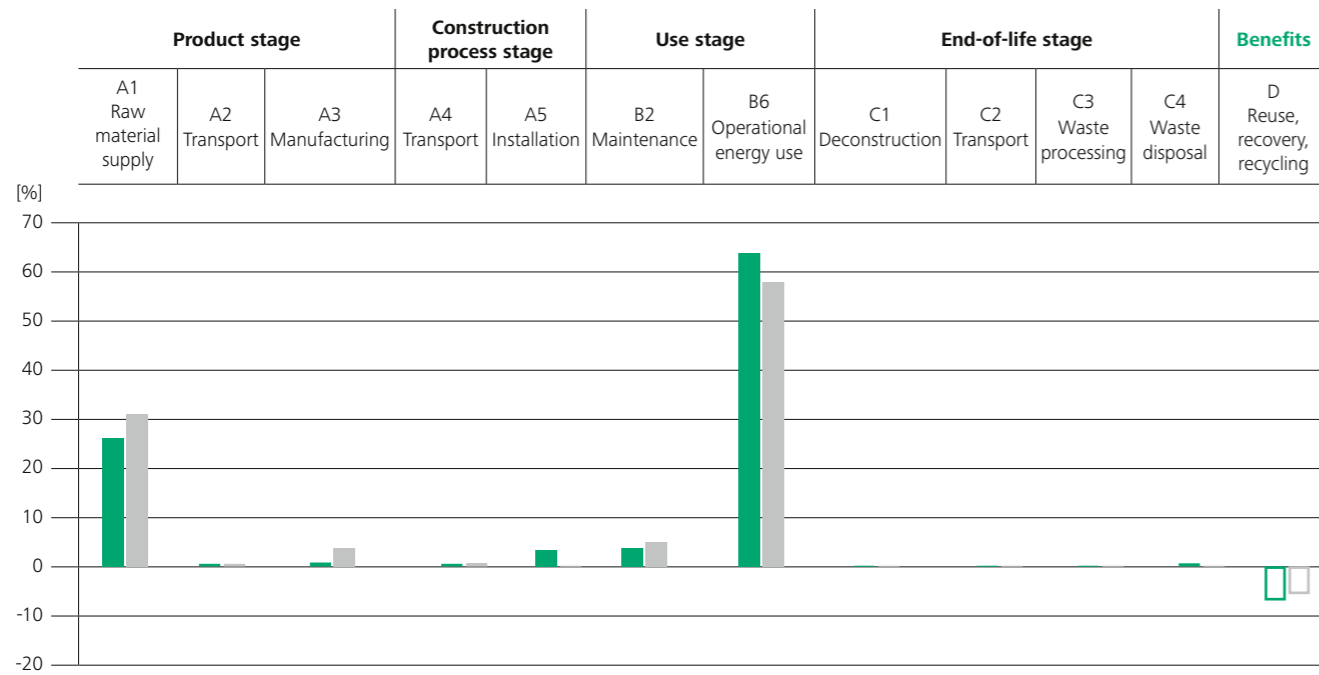 Product stage
Construction
process stage
Use stage
End-of-life stage
Benefits
A1
Raw
material
supply
A2
Transport
A3
Manufacturing
A4
Transport
A5
Installation
B2
Maintenance
B6
Operational
energy use
C1
Deconstruction
C2
Transport
C3
Waste
processing
C4
Waste
disposal
D
Reuse,
recovery,
recycling
[%]
70
60
50
40
30
20
10
0
-10
-20